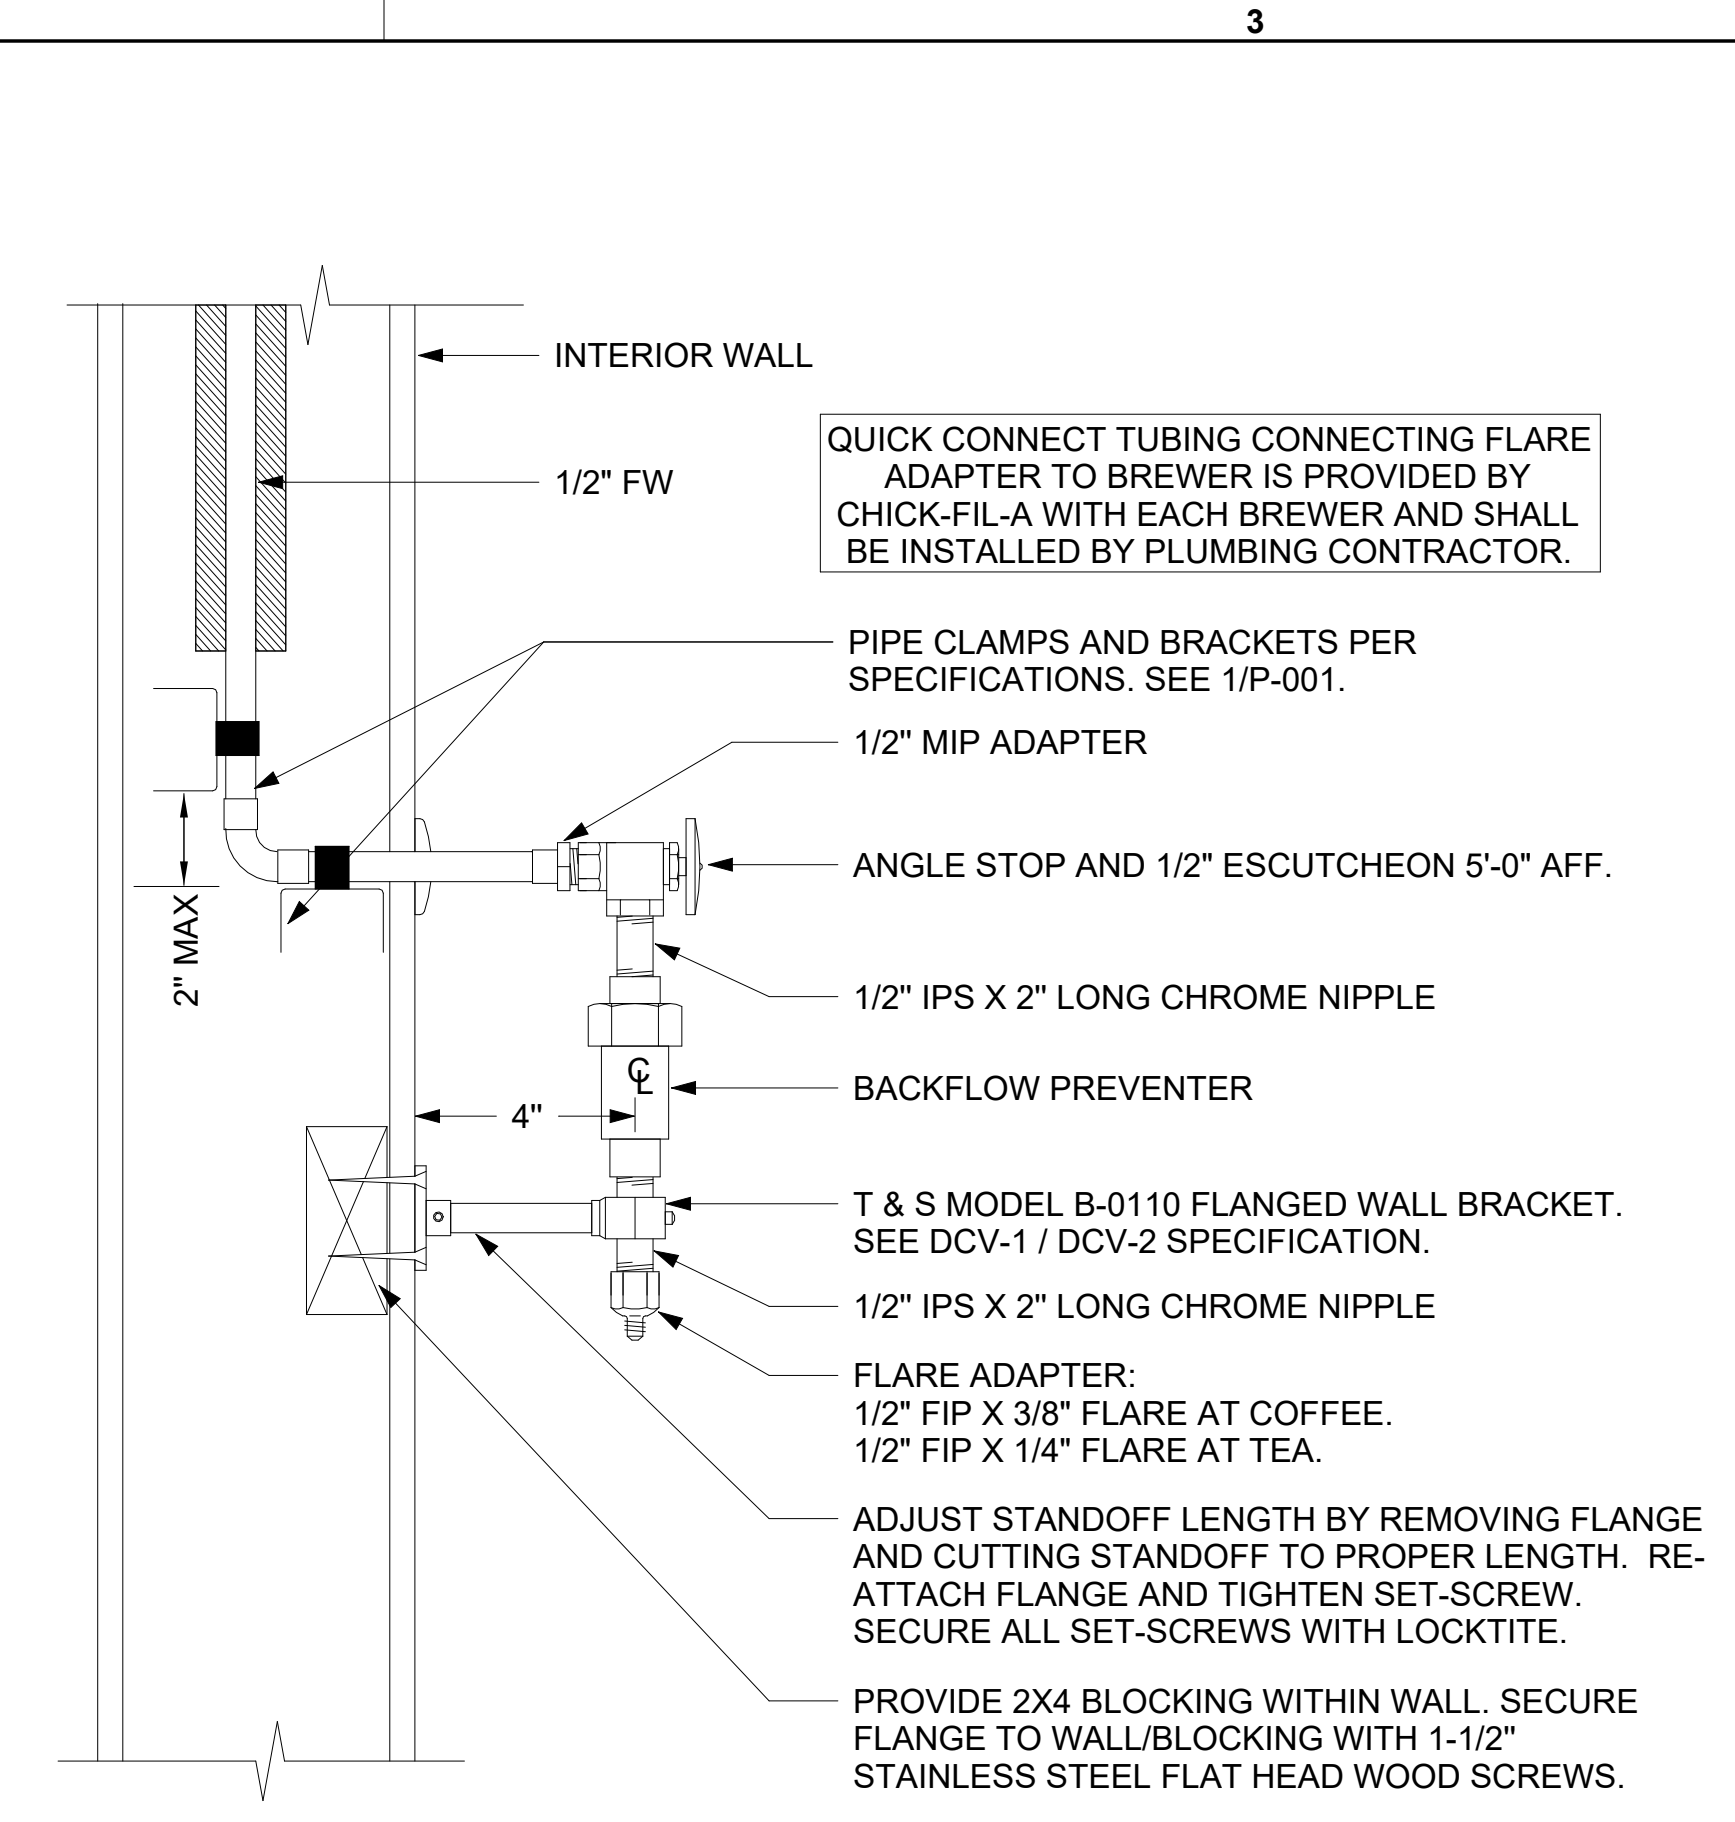 3
INTERIOR WALL
1/2" FW
QUICK CONNECT TUBING CONNECTING FLARE
ADAPTER TO BREWER IS PROVIDED BY
CHICK-FIL-A WITH EACH BREWER AND SHALL
BE INSTALLED BY PLUMBING CONTRACTOR.
PIPE CLAMPS AND BRACKETS PER
SPECIFICATIONS. SEE 1/P-001.
1/2" MIP ADAPTER
ANGLE STOP AND 1/2" ESCUTCHEON 5'-0" AFF.
2" MAX
1/2" IPS X 2" LONG CHROME NIPPLE
CL
BACKFLOW PREVENTER
4"
T & S MODEL B-0110 FLANGED WALL BRACKET.
SEE DCV-1 / DCV-2 SPECIFICATION.
1/2" IPS X 2" LONG CHROME NIPPLE
FLARE ADAPTER:
1/2" FIP X 3/8" FLARE AT COFFEE.
1/2" FIP X 1/4" FLARE AT TEA.
ADJUST STANDOFF LENGTH BY REMOVING FLANGE
AND CUTTING STANDOFF TO PROPER LENGTH.  RE-
ATTACH FLANGE AND TIGHTEN SET-SCREW.
SECURE ALL SET-SCREWS WITH LOCKTITE.
PROVIDE 2X4 BLOCKING WITHIN WALL. SECURE
FLANGE TO WALL/BLOCKING WITH 1-1/2"
STAINLESS STEEL FLAT HEAD WOOD SCREWS.